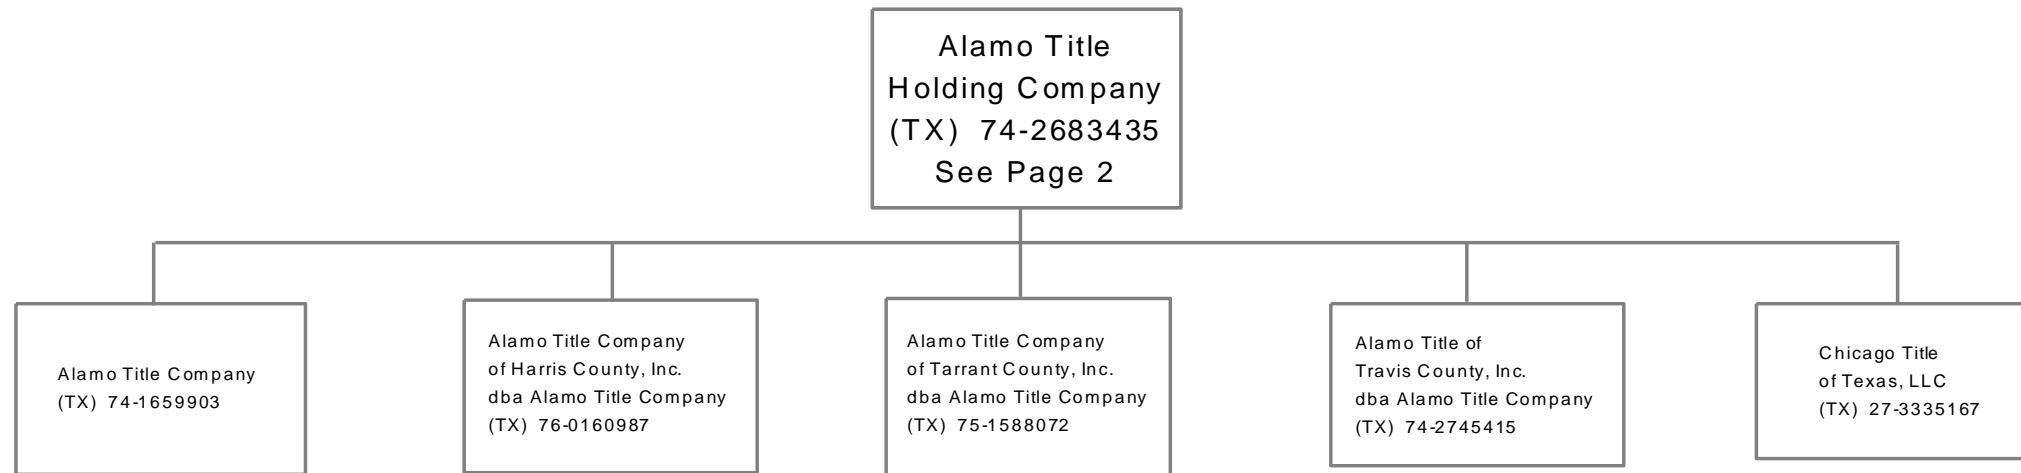 Alamo Title
Holding Company
(TX) 74-2683435
See Page 2
Alamo Title Company
(TX) 74-1659903
Alamo Title Company
of Harris County, Inc.
dba Alamo Title Company
(TX) 76-0160987
Alamo Title Company
of Tarrant County, Inc.
dba Alamo Title Company
(TX) 75-1588072
Alamo Title of
Travis County, Inc.
dba Alamo Title Company
(TX) 74-2745415
Chicago Title
of Texas, LLC
(TX) 27-3335167